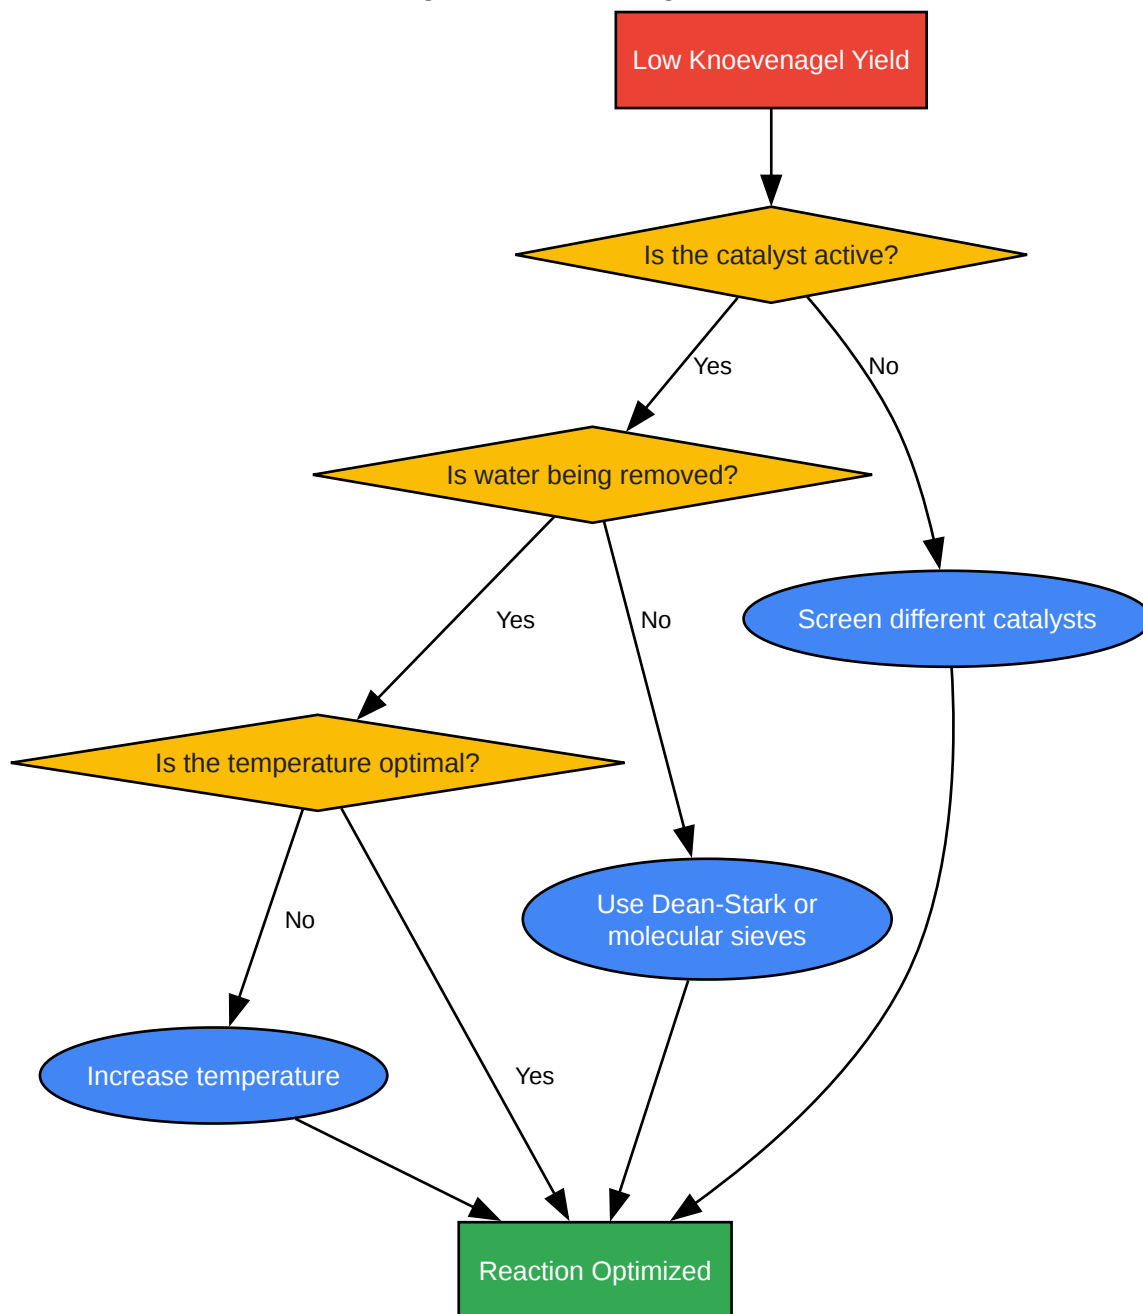 Low Knoevenagel Yield
Is the catalyst active?
Yes
No
Is water being removed?
Yes
No
Screen different catalysts
Is the temperature optimal?
Use Dean-Stark or
molecular sieves
No
Yes
Increase temperature
Reaction Optimized